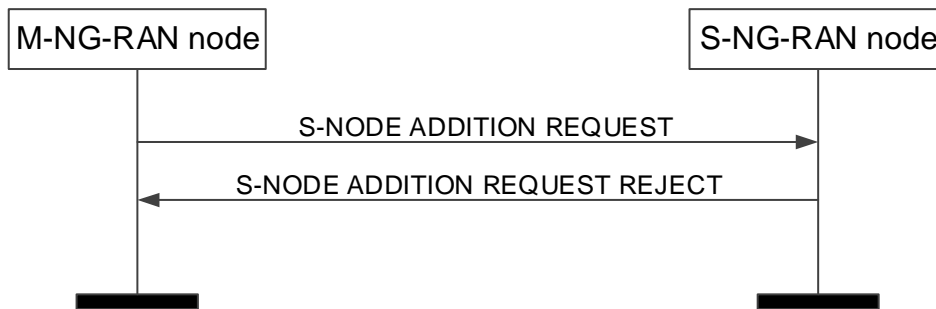 M-NG-RAN node
S-NG-RAN node
S-NODE ADDITION REQUEST
S-NODE ADDITION REQUEST REJECT